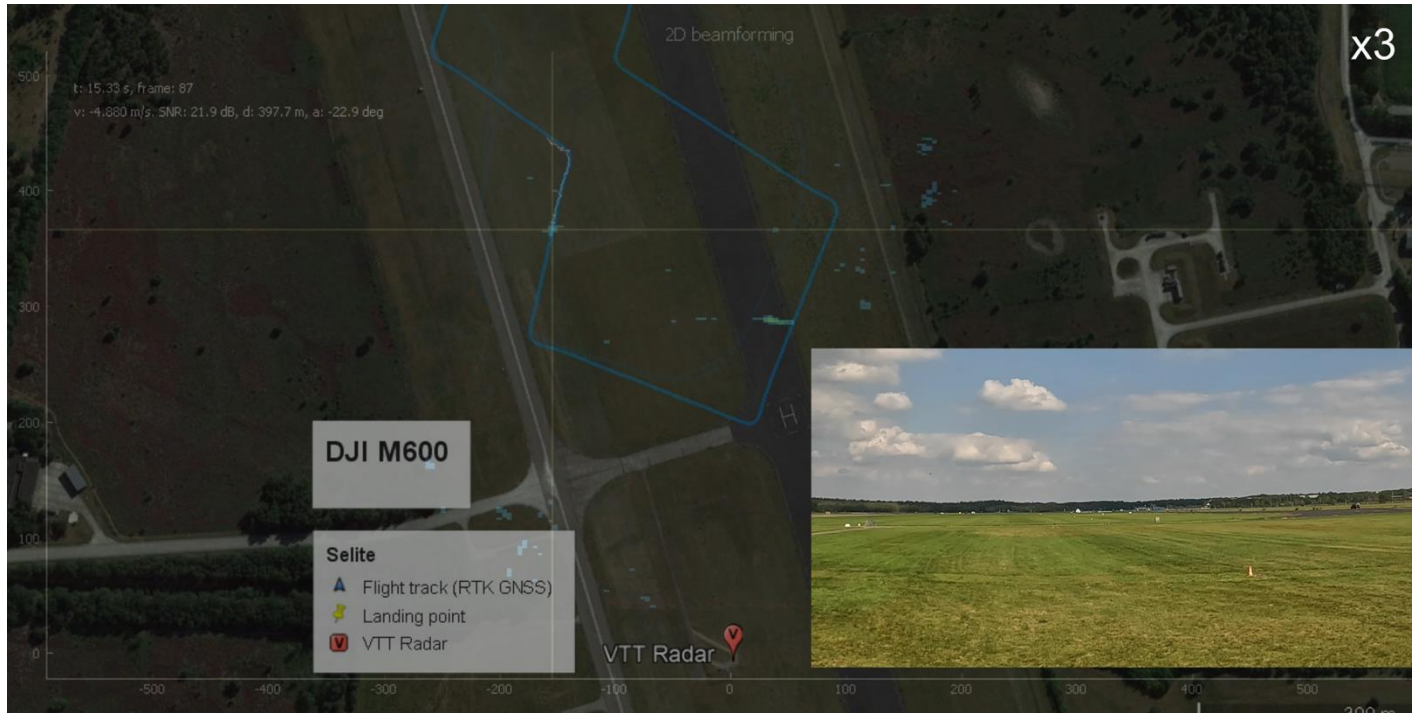 2D beamforming
x3
t: 15.33 s, frame: 87
v: -4.880 m/s. SNR: 21.9 dB, d: 397.7 m, a: -22.9 deg
500
400
300
200
100
0
H
DJI M600
Selite
Flight track (RTK GNSS)
Landing point
V VTT Radar
V
VTT Radar
-500 -400 -300 -200 -100 0 100 200 300 400 500